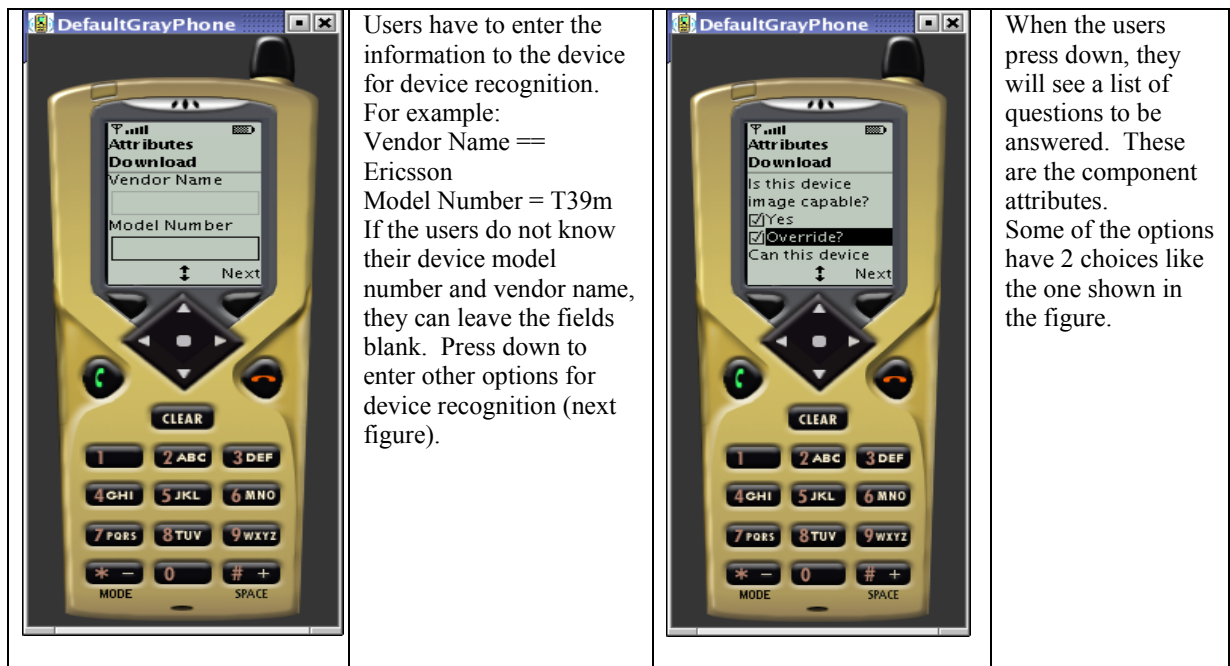 DefaultGrayPhone
Attributes
Download
Vendor Name
Model Number
Next
CLEAR
1
2 ABC
3 DEF
4 GHI
5 JKL
6 MNO
7 PQRS
8 TUV
9 WXYZ
* -
0
# +
MODE
SPACE
Users have to enter the
information to the device
for device recognition.
For example:
Vendor Name ==
Ericsson
Model Number = T39m
If the users do not know
their device model
number and vendor name,
they can leave the fields
blank.  Press down to
enter other options for
device recognition (next
figure).
DefaultGrayPhone
Attributes
Download
Is this device
image capable?
Yes
Override?
Can this device
Next
CLEAR
1
2 ABC
3 DEF
4 GHI
5 JKL
6 MNO
7 PQRS
8 TUV
9 WXYZ
* -
0
# +
MODE
SPACE
When the users
press down, they
will see a list of
questions to be
answered.  These
are the component
attributes.
Some of the options
have 2 choices like
the one shown in
the figure.